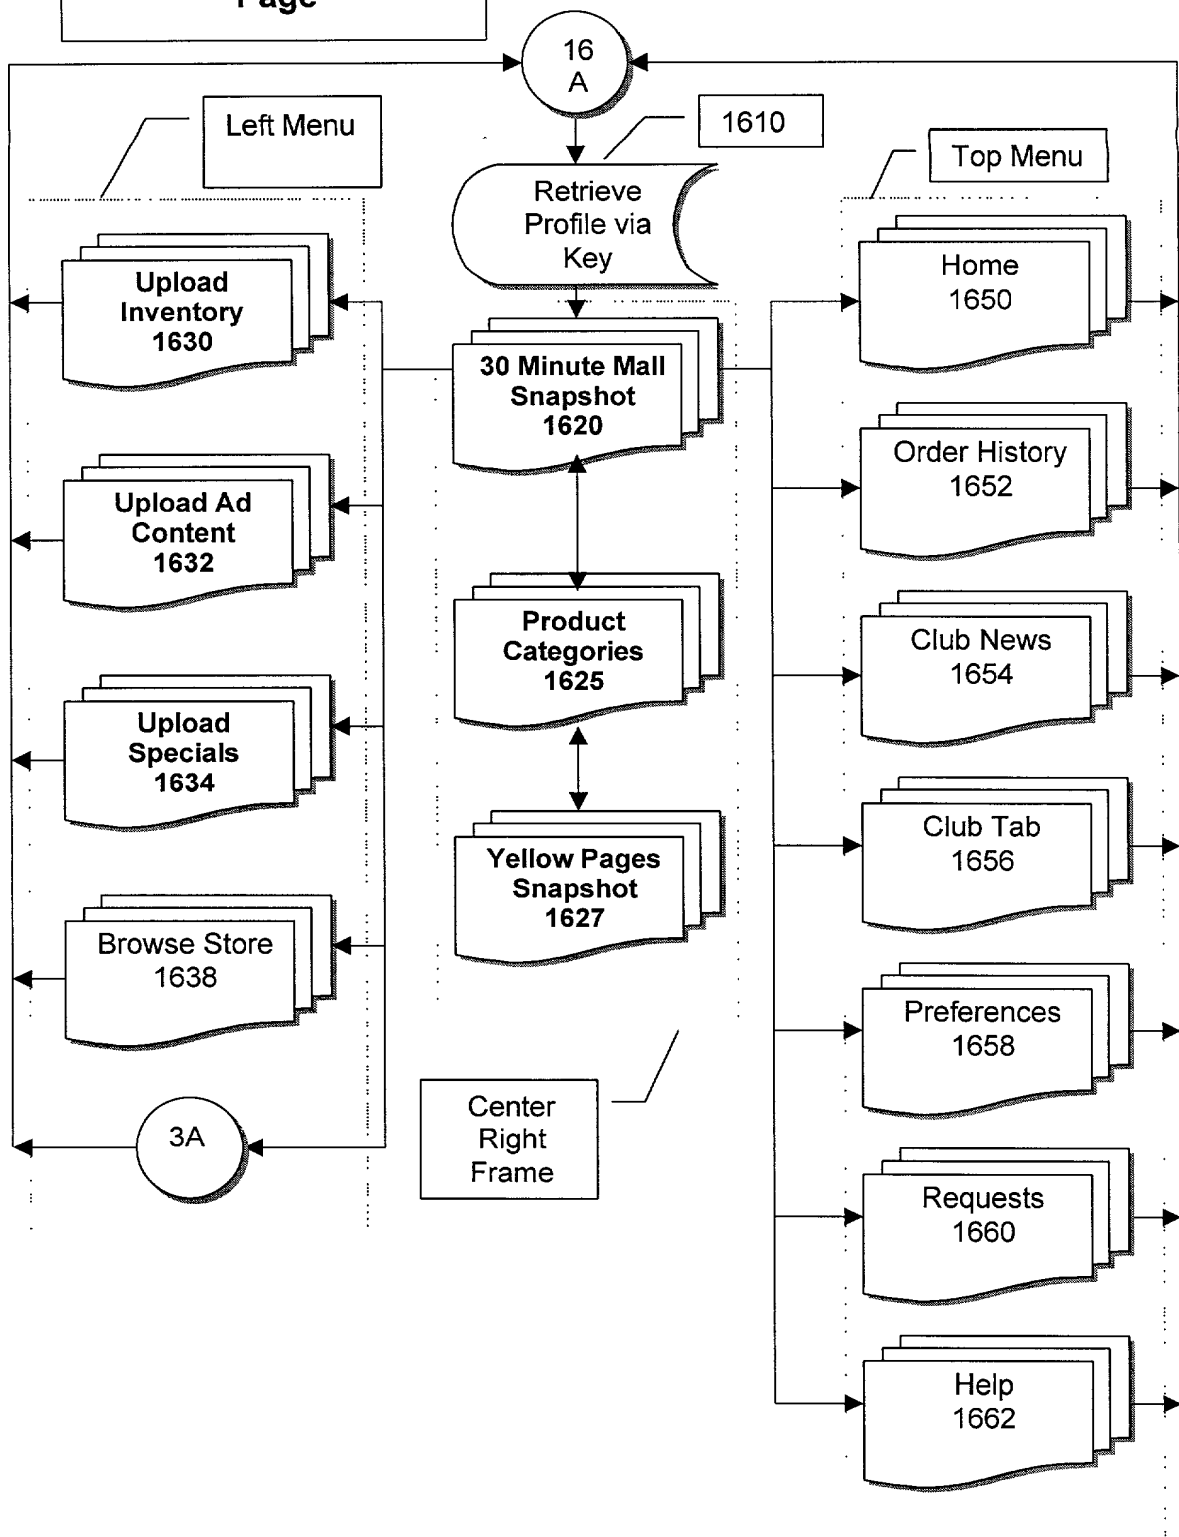 Page
16
A
Left Menu
1610
Top Menu
Retrieve
Profile via
Key
Upload
Inventory
1630
30 Minute Mall
Snapshot
1620
Home
1650
Upload Ad
Content
1632
Order History
1652
Product
Categories
1625
Club News
1654
Upload
Specials
1634
Yellow Pages
Snapshot
1627
Club Tab
1656
Browse Store
1638
Preferences
1658
Center
Right
Frame
3A
Requests
1660
Help
1662